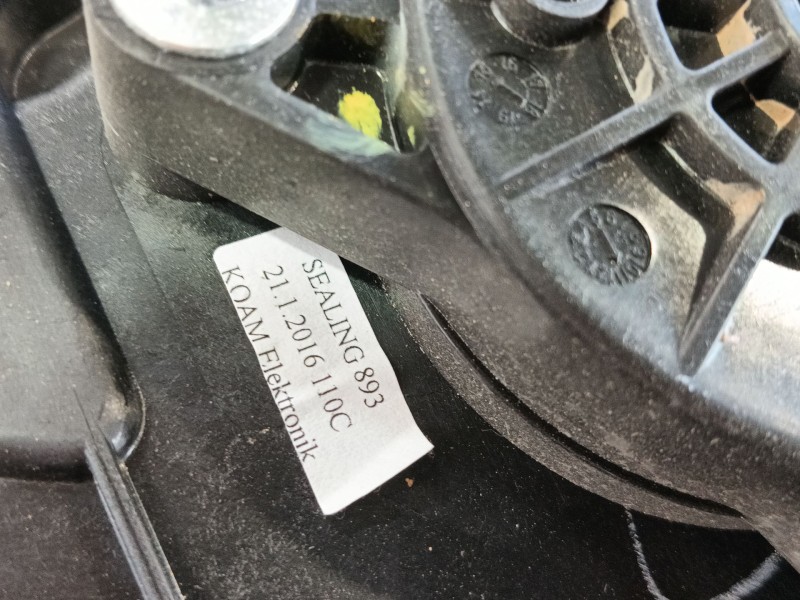 SEALING 893
21.1.2016 110C
KOAM Elektronik